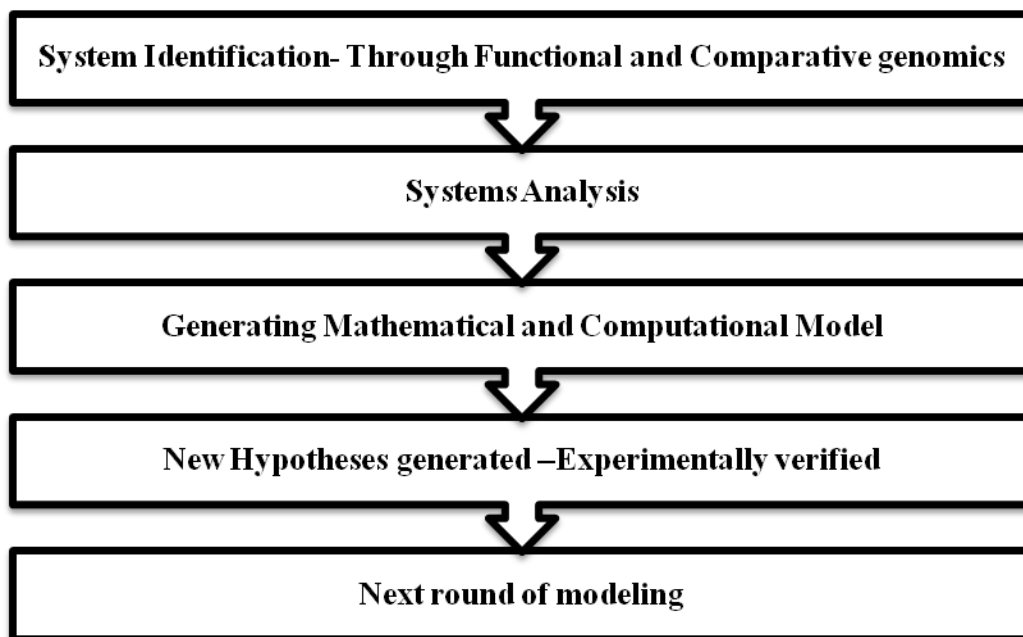 System Identification- Through Functional and Comparative genomics
Systems Analysis
Generating Mathematical and Computational Model
New Hypotheses generated –Experimentally verified
Next round of modeling